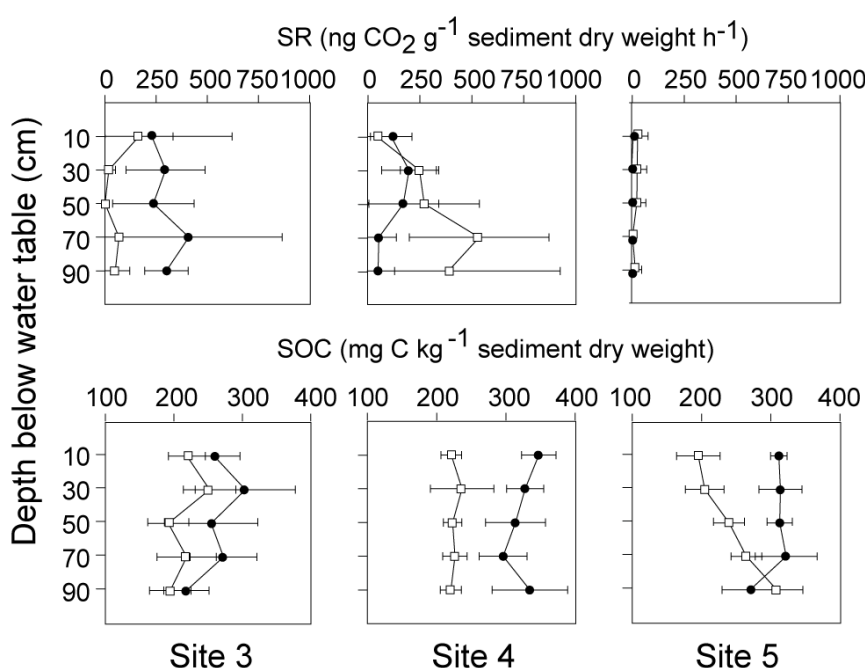 SR (ng CO2 g-1 sediment dry weight h-1)
0 250 500 1000 0 250 500 750 1000 0 250 500 750 1000
10
30
50
70
90
Depth below water table (cm)
SOC (mg C kg -1 sediment dry weight)
100 200 300 400 100 200 300 400 100 200 300 400
10
30
50
70
90
Site 3 Site 4 Site 5